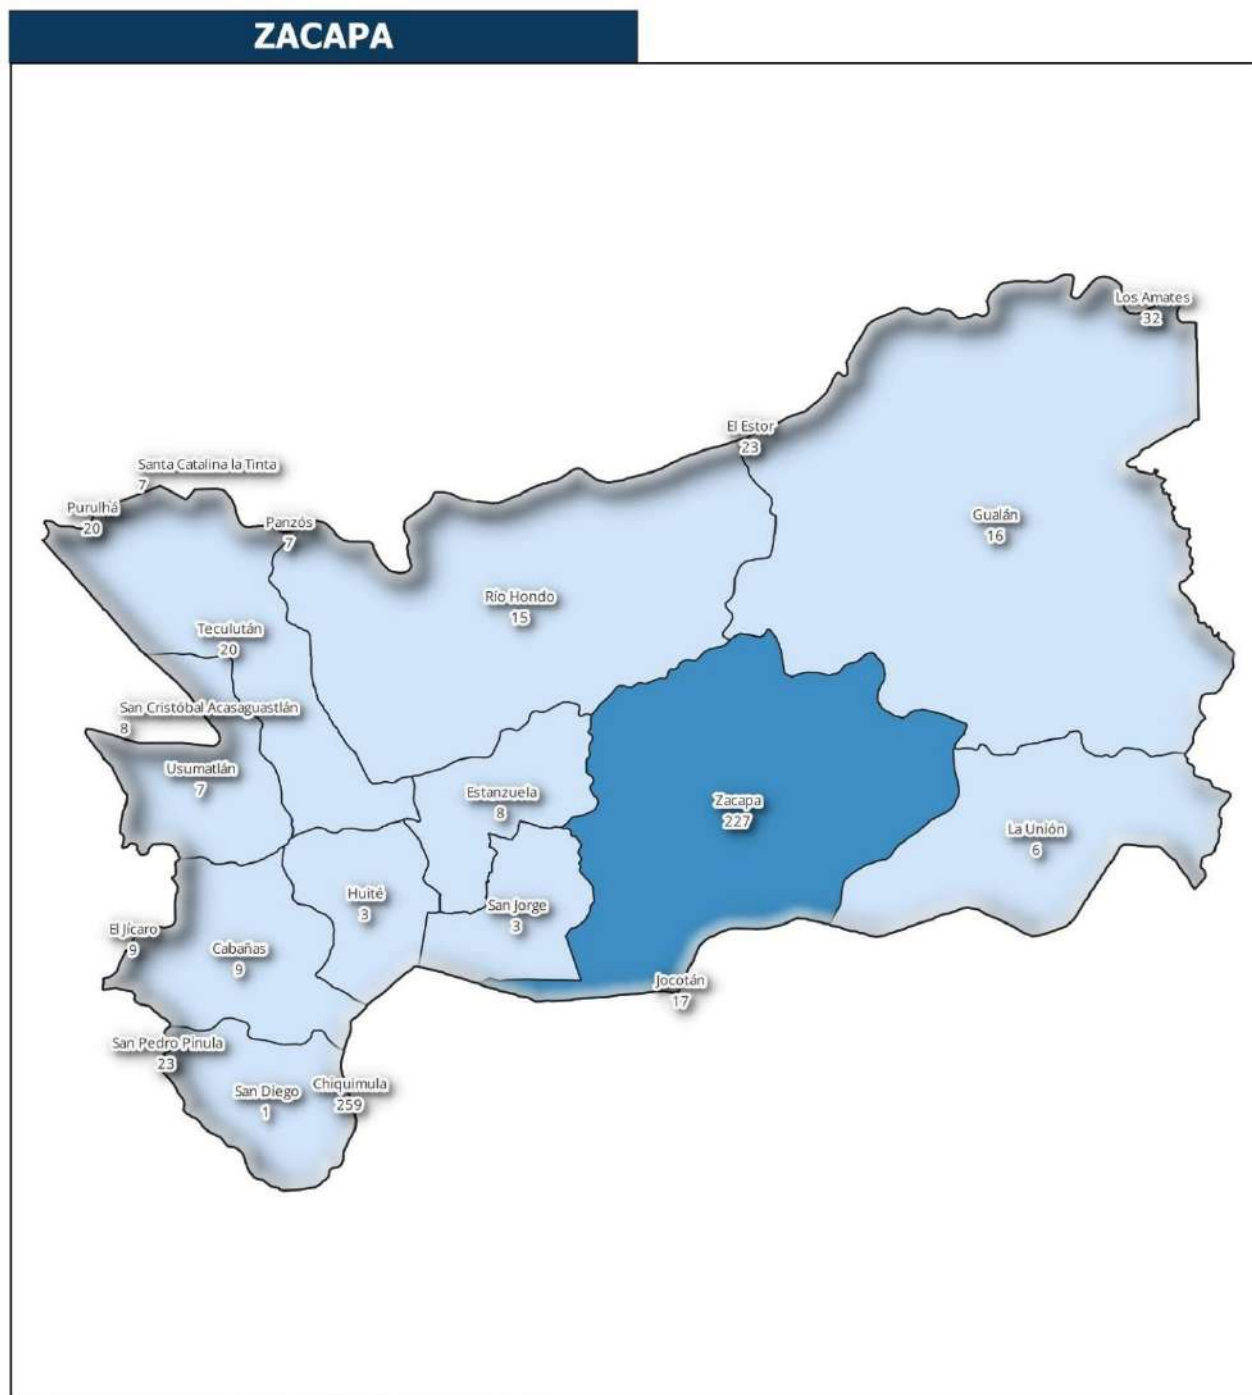 ZACAPA
Los Amates
32
El Estor
23
Santa Catalina la Tinta
7
Purulhá
20
Panzós
7
Gualán
16
Río Hondo
15
Teculután
20
San Cristóbal Acasaguastlán
8
Usumatlán
7
Estanzuela
8
Zacapa
227
La Unión
6
Huité
3
San Jorge
3
El Jícaro
9
Cabañas
9
Jocotán
17
San Pedro Pinula
23
San Diego
1
Chiquimula
259